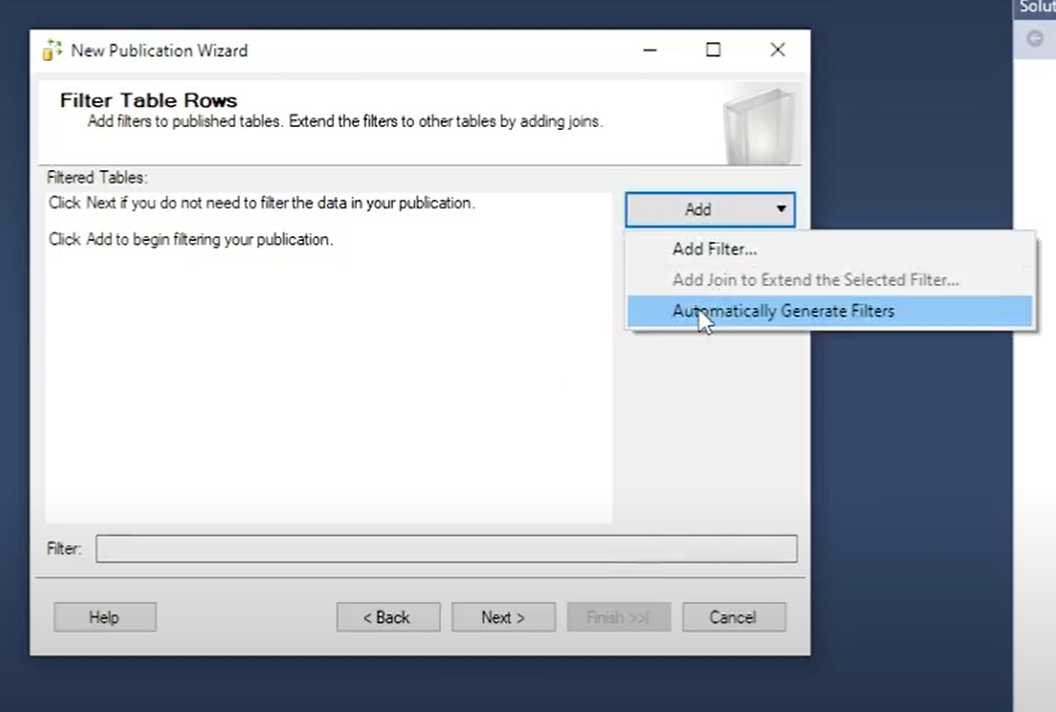 Solut
New Publication Wizard
Filter Table Rows
Add filters to published tables. Extend the filters to other tables by adding joins.
Filtered Tables:
Click Next if you do not need to filter the data in your publication.
Click Add to begin filtering your publication.
Add
Add Filter...
Add Join to Extend the Selected Filter...
Automatically Generate Filters
Filter:
Help
< Back
Next >
Finish >>|
Cancel